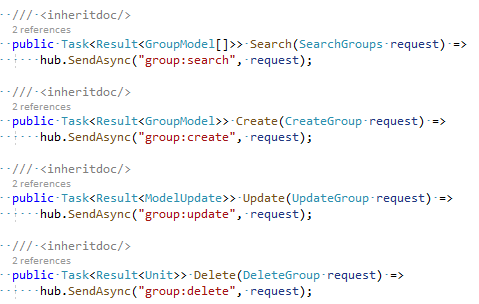 /// <inheritdoc/>
2 references
public Task<Result<GroupModel[]>> Search(SearchGroups request) =>
hub.SendAsync("group:search", request);
/// <inheritdoc/>
2 references
public Task<Result<GroupModel>> Create(CreateGroup request) =>
hub.SendAsync("group:create", request);
/// <inheritdoc/>
2 references
public Task<Result<ModelUpdate>> Update(UpdateGroup request) =>
hub.SendAsync("group:update", request);
/// <inheritdoc/>
2 references
public Task<Result<Unit>> Delete(DeleteGroup request) =>
hub.SendAsync("group:delete", request);